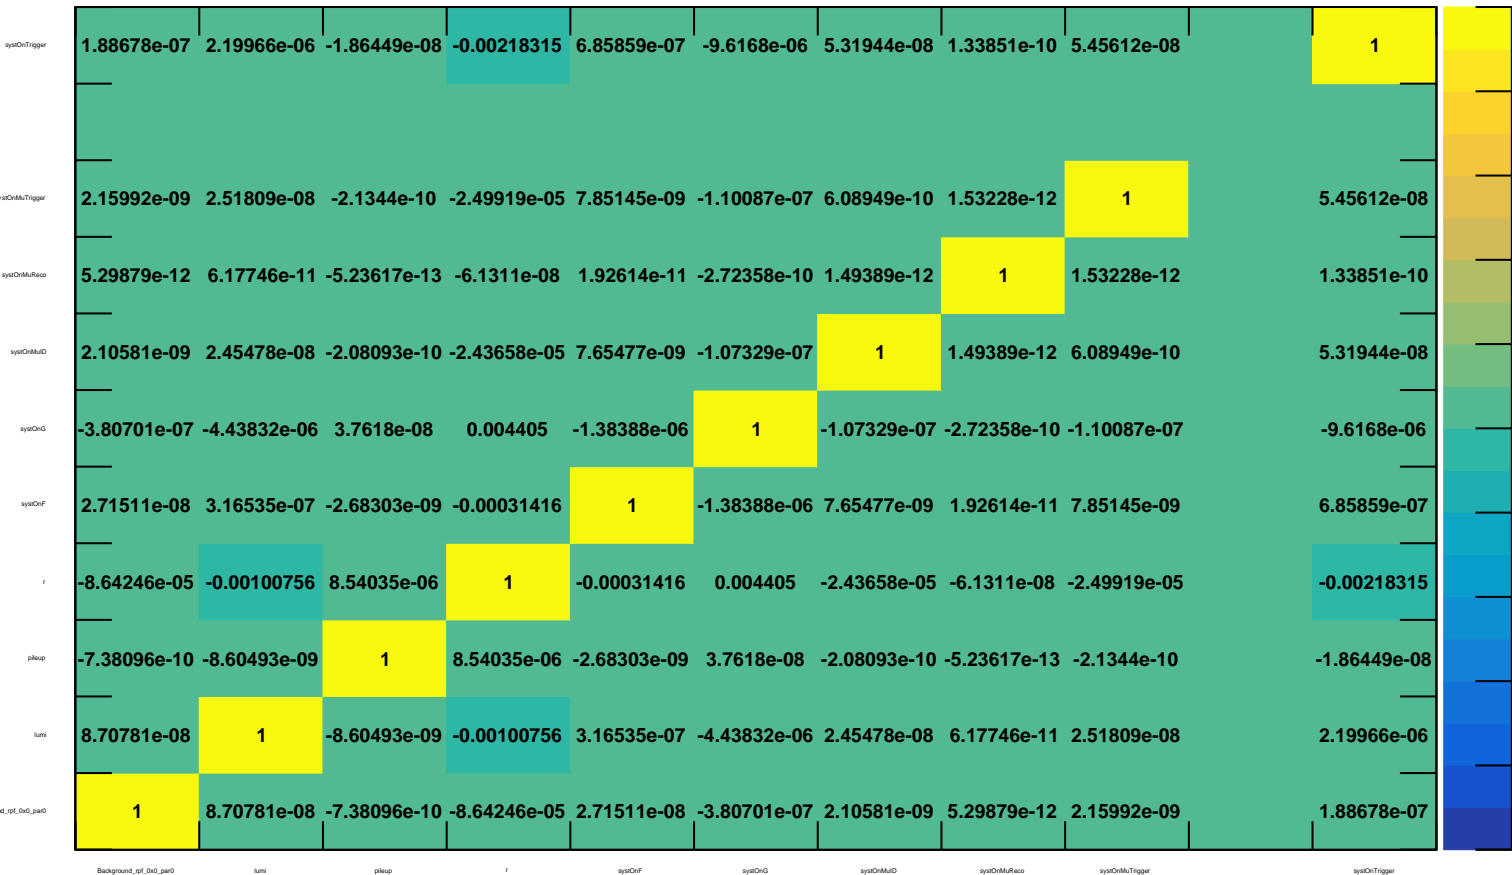 systOnTrigger 1.88678e-07 2.19966e-06 -1.86449e-08 -0.00218315 6.85859e-07 -9.6168e-06 5.31944e-08 1.33851e-10 5.45612e-08 1
ystOnMuTrigger 2.15992e-09 2.51809e-08 -2.1344e-10 -2.49919e-05 7.85145e-09 -1.10087e-07 6.08949e-10 1.53228e-12 1 5.45612e-08
systOnMuReco 5.29879e-12 6.17746e-11 -5.23617e-13 -6.1311e-08 1.92614e-11 -2.72358e-10 1.49389e-12 1 1.53228e-12 1.33851e-10
systOnMuID 2.10581e-09 2.45478e-08 -2.08093e-10 -2.43658e-05 7.65477e-09 -1.07329e-07 1 1.49389e-12 6.08949e-10 5.31944e-08
systOnG -3.80701e-07 -4.43832e-06 3.7618e-08 0.004405 -1.38388e-06 1 -1.07329e-07 -2.72358e-10 -1.10087e-07 -9.6168e-06
systOnF 2.71511e-08 3.16535e-07 -2.68303e-09 -0.00031416 1 -1.38388e-06 7.65477e-09 1.92614e-11 7.85145e-09 6.85859e-07
r -8.64246e-05 -0.00100756 8.54035e-06 1 -0.00031416 0.004405 -2.43658e-05 -6.1311e-08 -2.49919e-05 -0.00218315
pileup -7.38096e-10 -8.60493e-09 1 8.54035e-06 -2.68303e-09 3.7618e-08 -2.08093e-10 -5.23617e-13 -2.1344e-10 -1.86449e-08
lumi 8.70781e-08 1 -8.60493e-09 -0.00100756 3.16535e-07 -4.43832e-06 2.45478e-08 6.17746e-11 2.51809e-08 2.19966e-06
d_rpf_0x0_par0 1 8.70781e-08 -7.38096e-10 -8.64246e-05 2.71511e-08 -3.80701e-07 2.10581e-09 5.29879e-12 2.15992e-09 1.88678e-07
Background_rpf_0x0_par0 lumi pileup r systOnF systOnG systOnMuID systOnMuReco systOnMuTrigger systOnTrigger